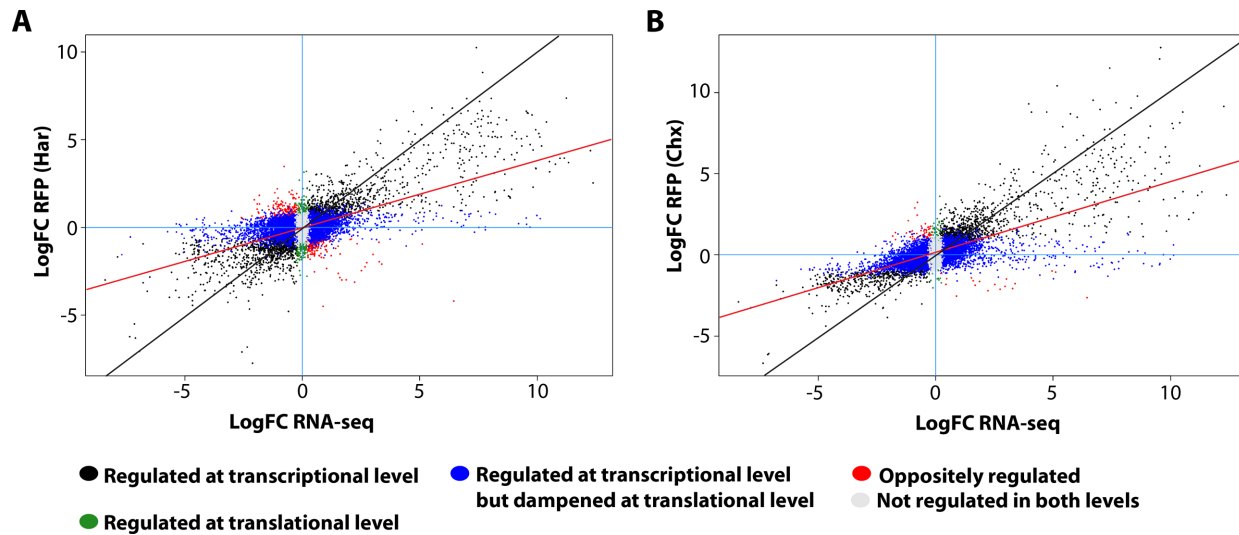 A
10
5
0
-5
LogFC RFP (Har)
-5
0
5
10
LogFC RNA-seq
B
10
5
0
-5
LogFC RFP (Chx)
-5
0
5
10
LogFC RNA-seq
Regulated at transcriptional level
Regulated at translational level
Regulated at transcriptional level
but dampened at translational level
Oppositely regulated
Not regulated in both levels